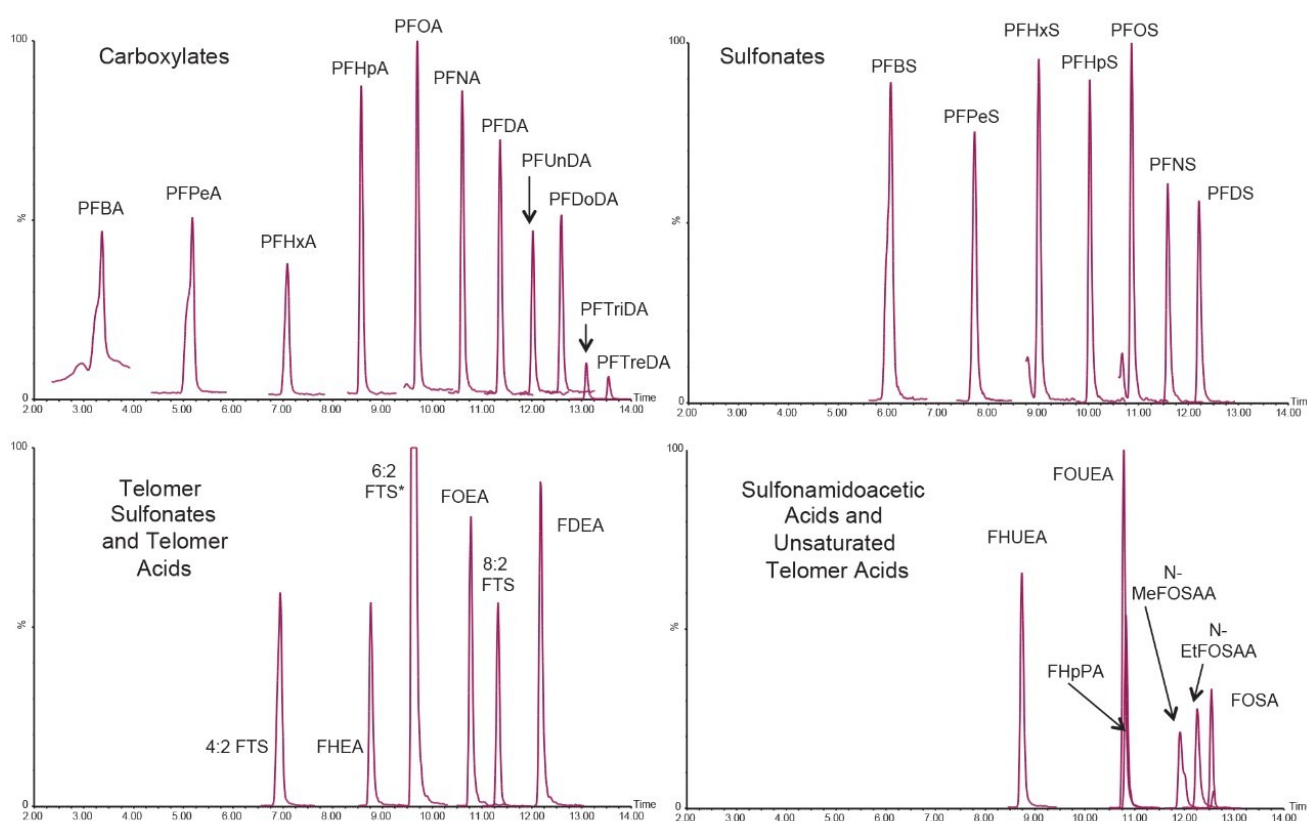 Carboxylates
100
%
0
PFBA
PFPeA
PFHxA
PFHpA
PFOA
PFNA
PFDA
PFUnDA
PFDoDA
PFTriDA
PFTreDA
2.00 3.00 4.00 5.00 6.00 7.00 8.00 9.00 10.00 11.00 12.00 13.00 14.00
Time
Sulfonates
100
%
0
PFBS
PFPeS
PFHxS
PFHpS
PFOS
PFNS
PFDS
2.00 3.00 4.00 5.00 6.00 7.00 8.00 9.00 10.00 11.00 12.00 13.00 14.00
Tim
Telomer
Sulfonates
and Telomer
Acids
100
%
0
4:2 FTS
FHEA
6:2
FTS*
FOEA
8:2
FTS
FDEA
2.00 3.00 4.00 5.00 6.00 7.00 8.00 9.00 10.00 11.00 12.00 13.00 14.00
Time
Sulfonamidoacetic
Acids and
Unsaturated
Telomer Acids
100
%
0
FHUEA
FOUEA
FHpPA
N-
MeFOSAA
N-
EtFOSAA
FOSA
2.00 3.00 4.00 5.00 6.00 7.00 8.00 9.00 10.00 11.00 12.00 13.00 14.00
Tim